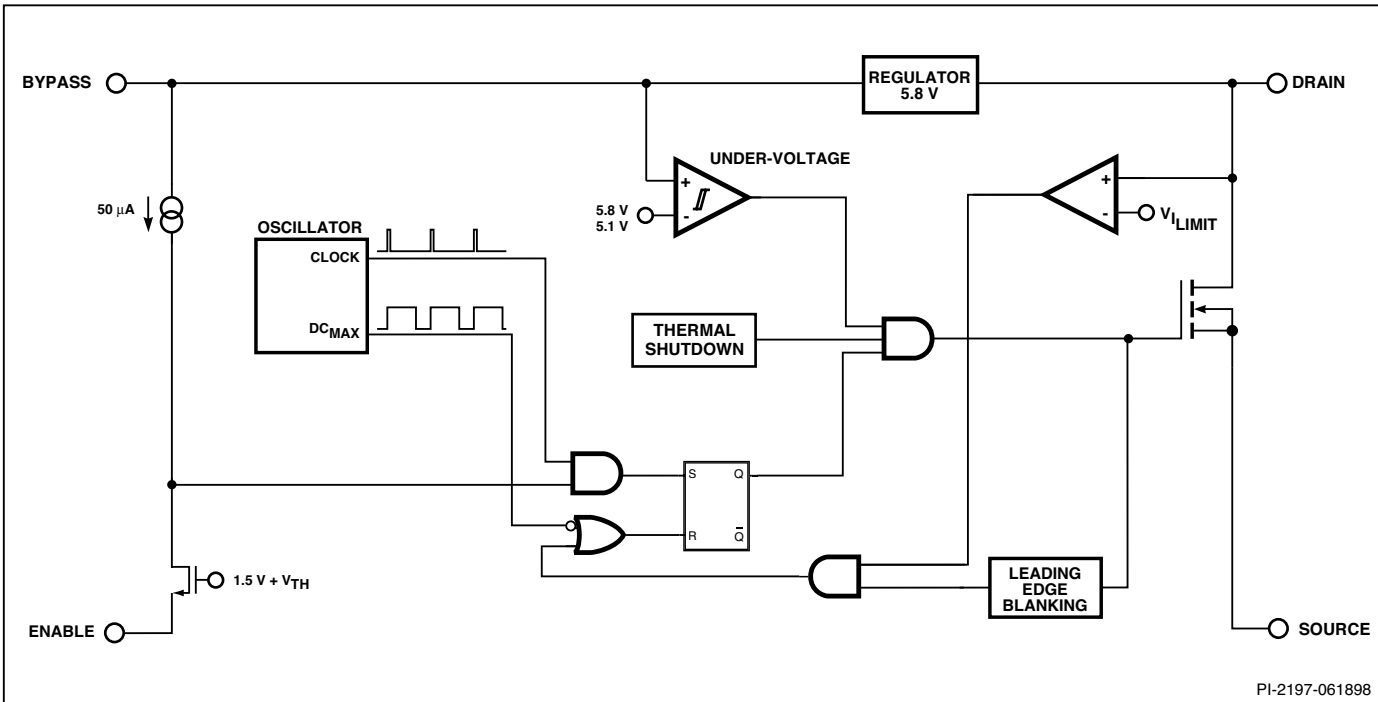 BYPASS
REGULATOR
5.8 V
DRAIN
UNDER-VOLTAGE
+
-
5.8 V
5.1 V
+
-
VILIMIT
50 µA
OSCILLATOR
CLOCK
DCMAX
THERMAL
SHUTDOWN
S
Q
R
Q̅
1.5 V + VTH
LEADING
EDGE
BLANKING
ENABLE
SOURCE
PI-2197-061898